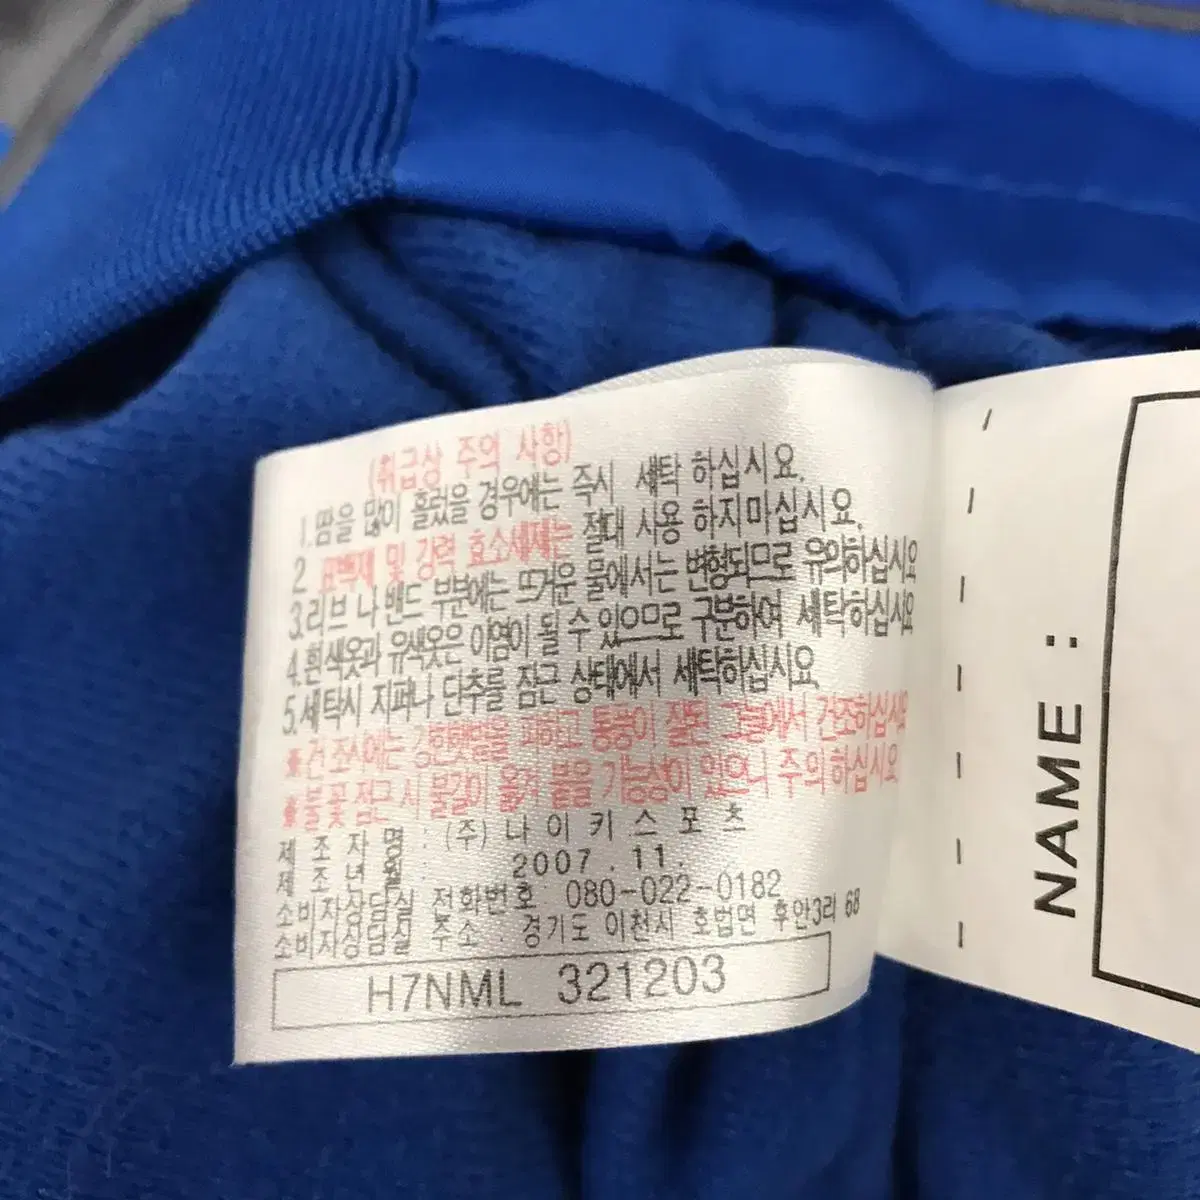 (취급상 주의 사항)
1.땀을 많이 흘렸을 경우에는 즉시 세탁 하십시요.
2 표백제 및 강력 효소세제는 절대 사용 하지마십시요.
3.리브 나 밴드 부분에는 뜨거운 물에서는 변형되므로 유의하십시요
4.흰색옷과 유색옷은 이염이 될 수 있으므로 구분하여 세탁하십시요
5.세탁시 지퍼나 단추를 잠근 상태에서 세탁하십시요.
※건조시에는 강한햇볕을 피하고 통풍이 잘된 그늘에서 건조하십시요
※불꽃 접근 시 불길이 옮겨 붙을 가능성이 있으니 주의하십시요
제 조 자 명 : (주) 나이키스포츠
제 조 년 월 : 2007.11.
소비자상담실 전화번호 080-022-0182
소비자상담실 주소 : 경기도 이천시 호법면 후안3리 68
H7NML 321203
NAME :